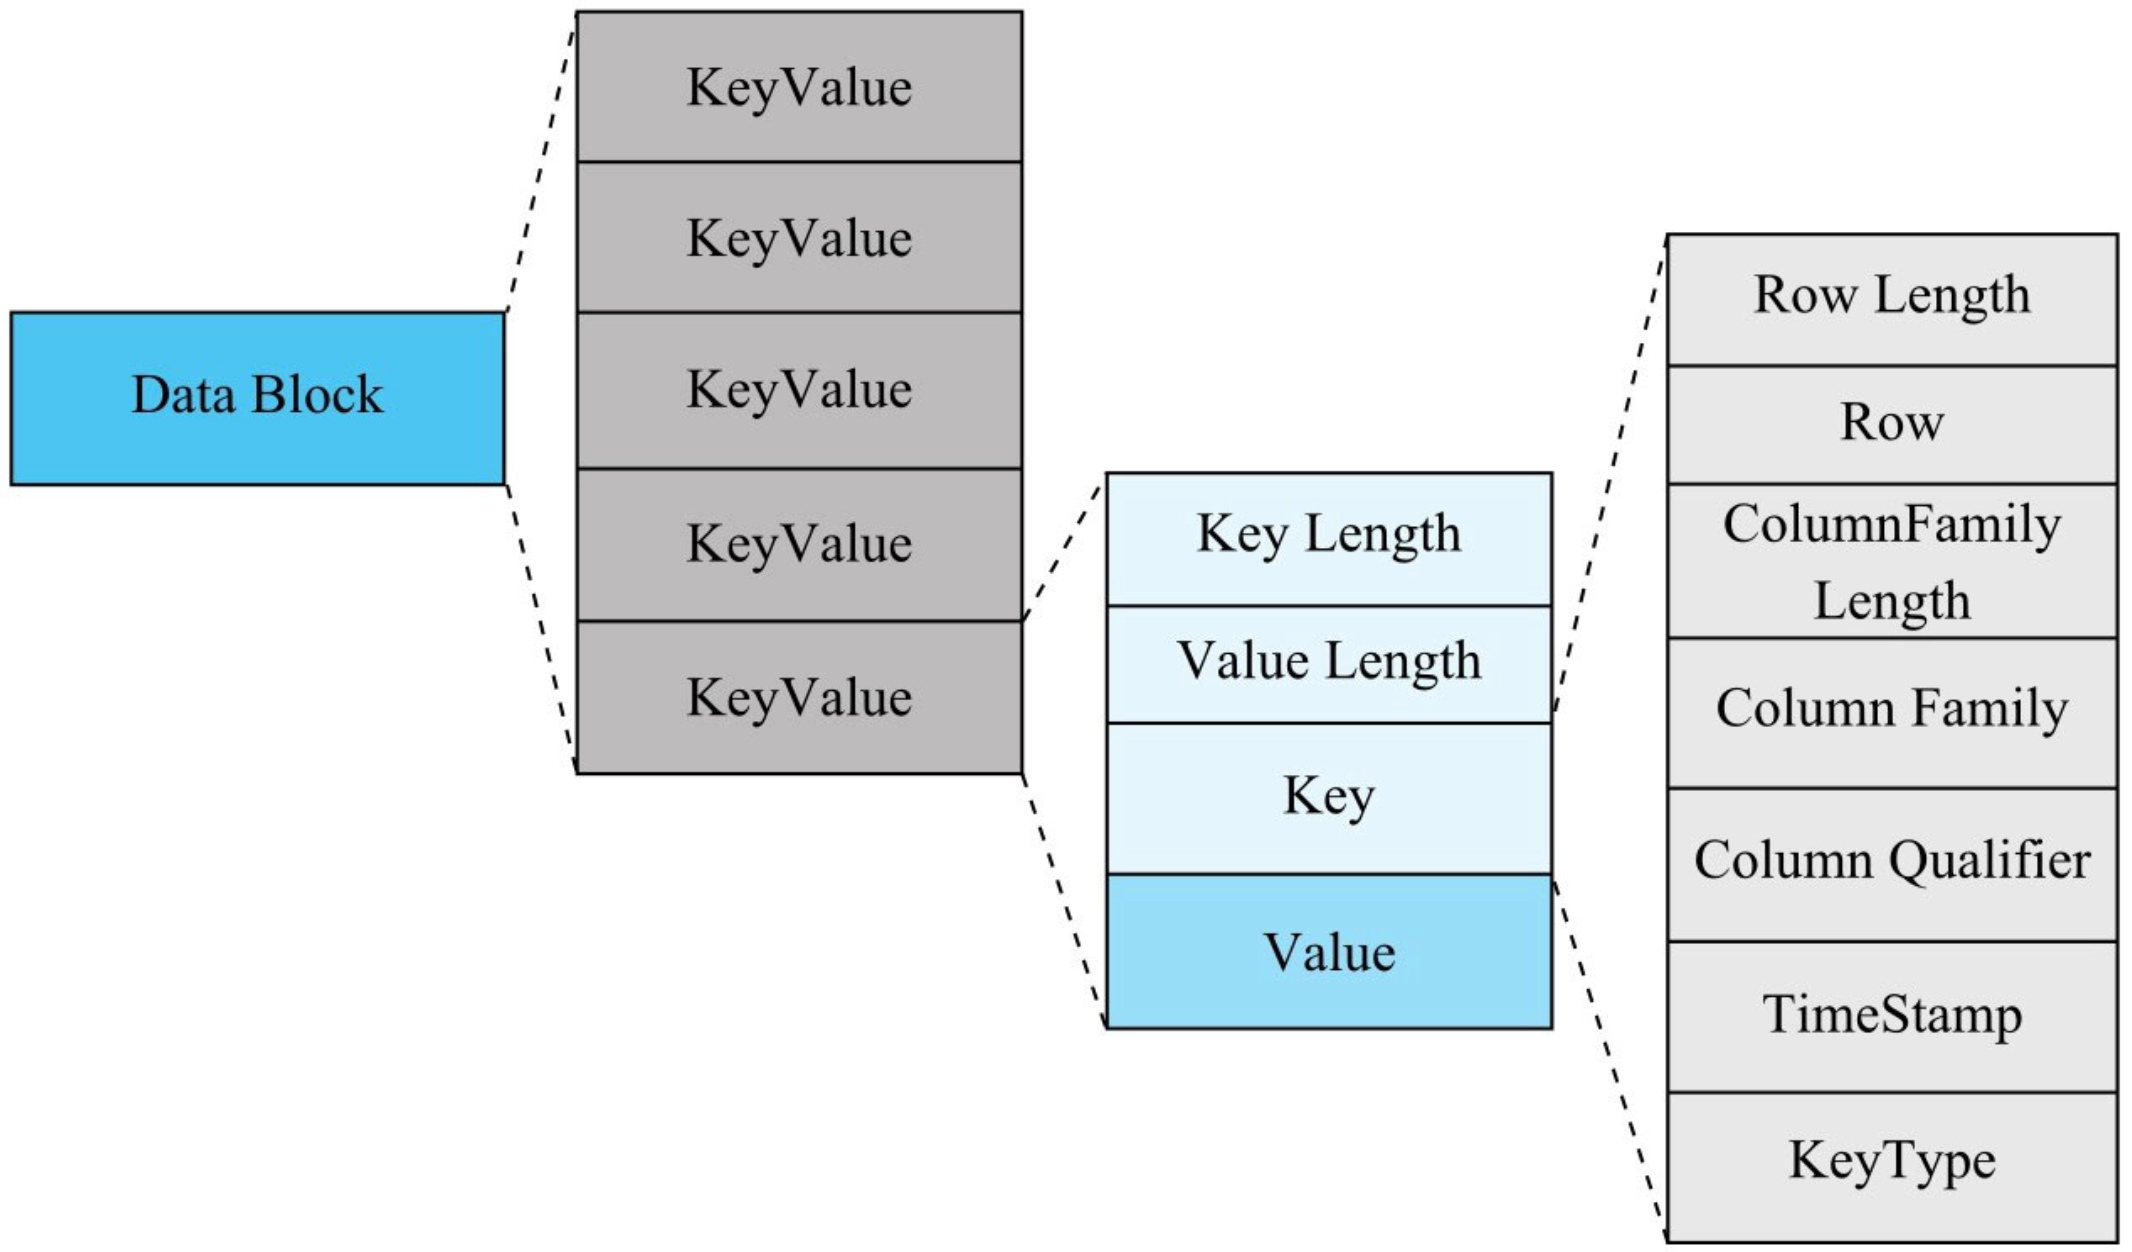 Data Block
KeyValue
KeyValue
KeyValue
KeyValue
KeyValue
Key Length
Value Length
Key
Value
Row Length
Row
ColumnFamily
Length
Column Family
Column Qualifier
TimeStamp
KeyType